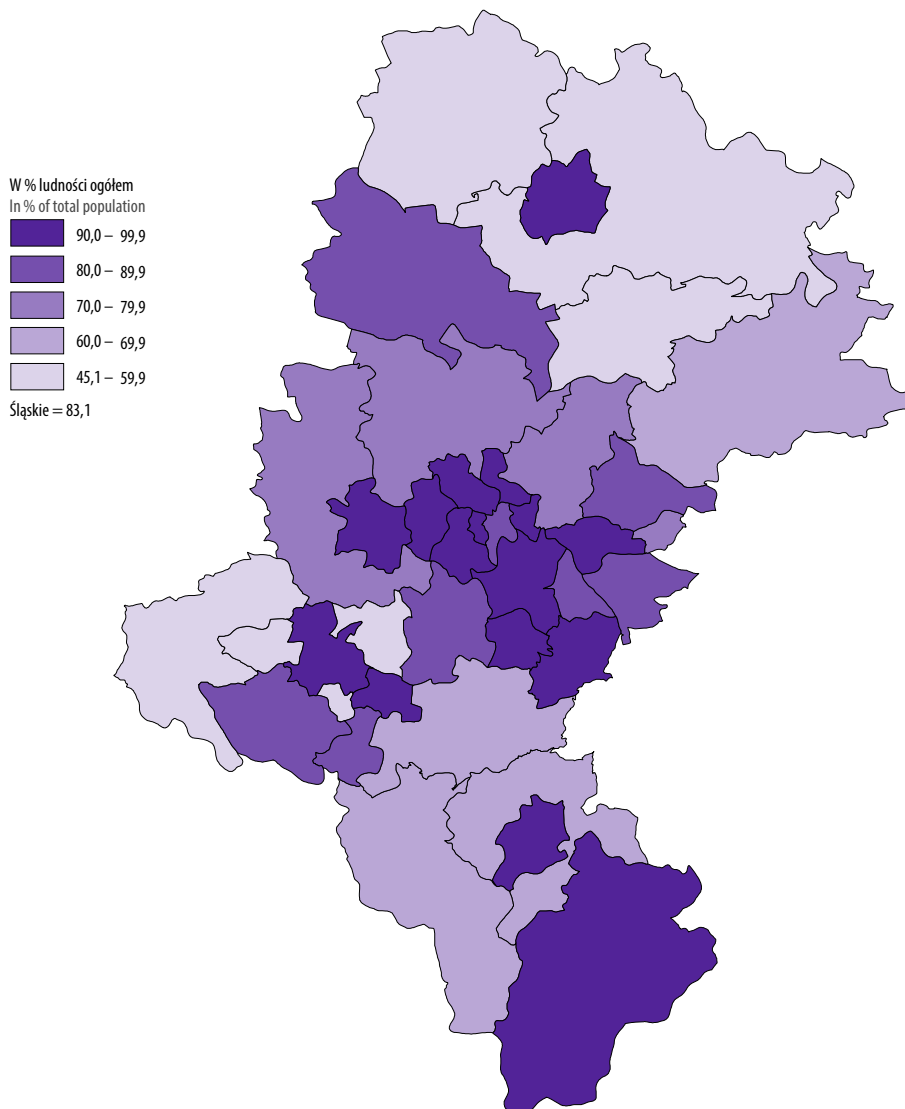 W % ludności ogółem
In % of total population
90,0 – 99,9
80,0 – 89,9
70,0 – 79,9
60,0 – 69,9
45,1 – 59,9
Śląskie = 83,1